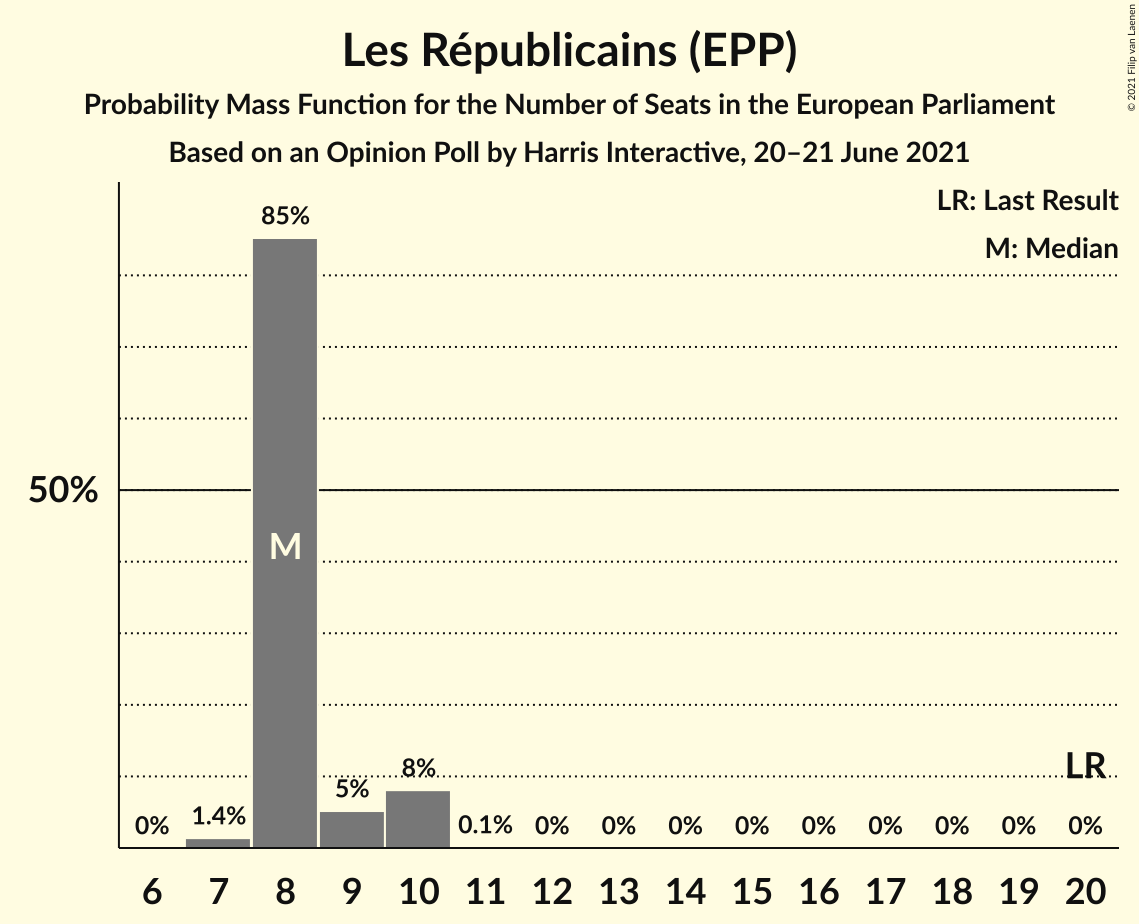 © 2021 Filip van Laenen
Les Républicains (EPP)
Probability Mass Function for the Number of Seats in the European Parliament
Based on an Opinion Poll by Harris Interactive, 20–21 June 2021
LR: Last Result
M: Median
85%
50%
M
LR
0% 1.4% 5% 8% 0.1% 0% 0% 0% 0% 0% 0% 0% 0% 0%
6 7 8 9 10 11 12 13 14 15 16 17 18 19 20